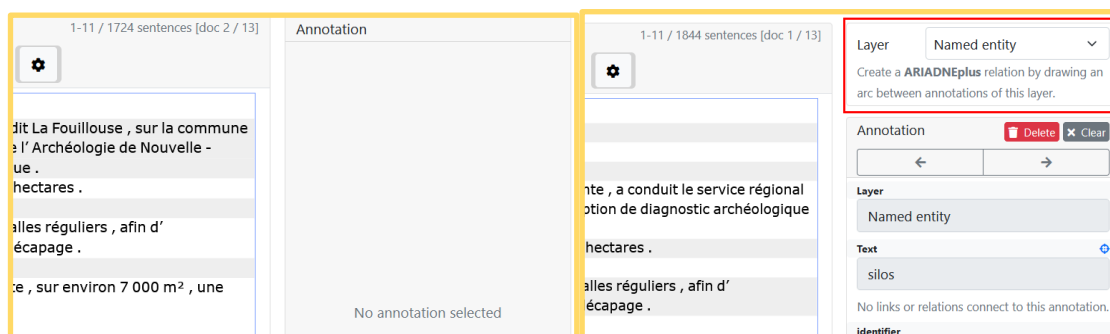 1-11 / 1724 sentences [doc 2 / 13]
dit La Fouillouse , sur la commune
e l' Archéologie de Nouvelle -
ue .
hectares .
alles réguliers , afin d'
écapage .
te , sur environ 7 000 m² , une
Annotation
No annotation selected
1-11 / 1844 sentences [doc 1 / 13]
nte , a conduit le service régional
ption de diagnostic archéologique
hectares .
alles réguliers , afin d'
écapage .
Layer Named entity
Create a ARIADNEplus relation by drawing an
arc between annotations of this layer.
Annotation Delete Clear
Layer
Named entity
Text
silos
No links or relations connect to this annotation.
identifier